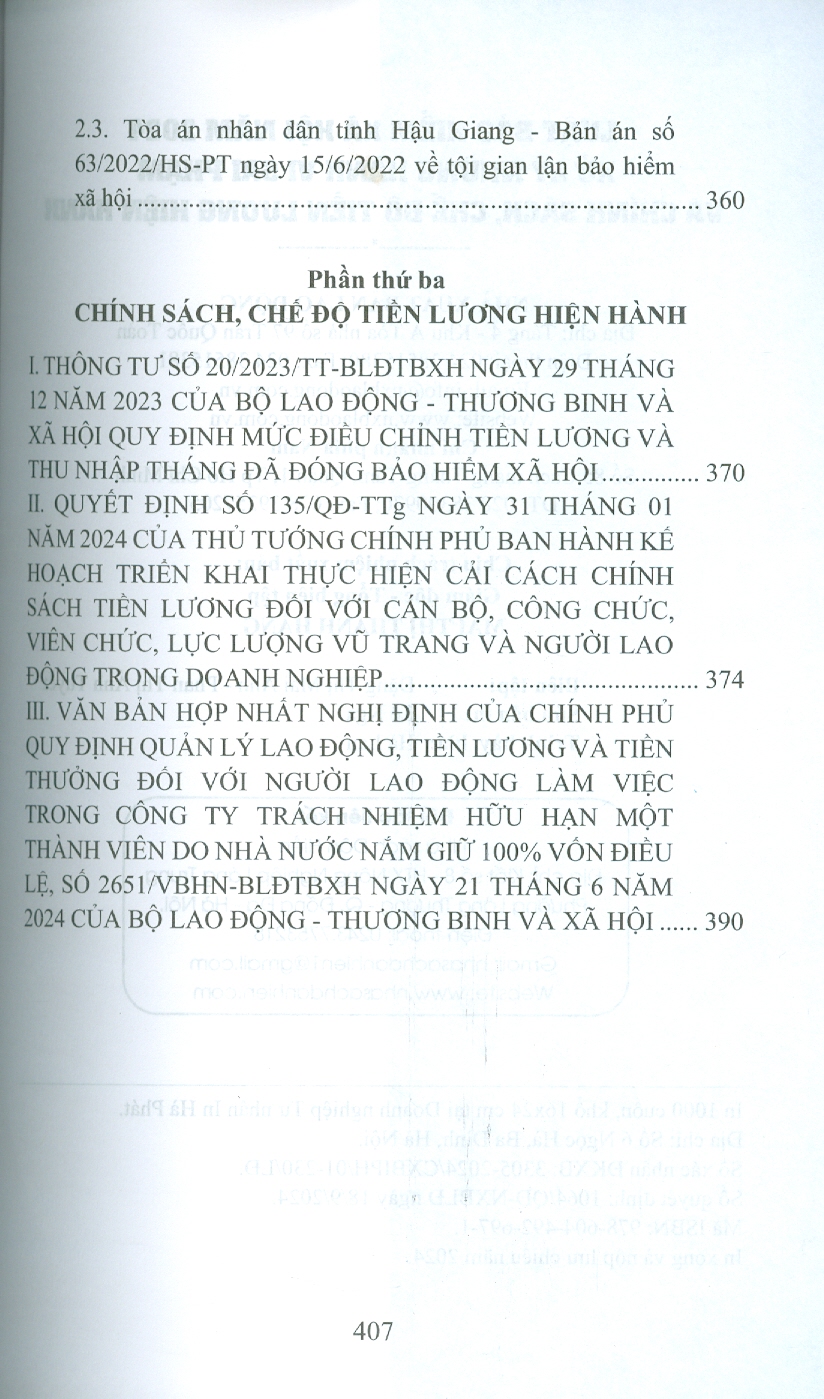 2.3. Tòa án nhân dân tỉnh Hậu Giang - Bản án số
63/2022/HS-PT ngày 15/6/2022 về tội gian lận bảo hiểm
xã hội ........................................................................................ 360
Phần thứ ba
CHÍNH SÁCH, CHẾ ĐỘ TIỀN LƯƠNG HIỆN HÀNH
I. THÔNG TƯ SỐ 20/2023/TT-BLĐTBXH NGÀY 29 THÁNG
12 NĂM 2023 CỦA BỘ LAO ĐỘNG - THƯƠNG BINH VÀ
XÃ HỘI QUY ĐỊNH MỨC ĐIỀU CHỈNH TIỀN LƯƠNG VÀ
THU NHẬP THÁNG ĐÃ ĐÓNG BẢO HIỂM XÃ HỘI............... 370
II. QUYẾT ĐỊNH SỐ 135/QĐ-TTg NGÀY 31 THÁNG 01
NĂM 2024 CỦA THỦ TƯỚNG CHÍNH PHỦ BAN HÀNH KẾ
HOẠCH TRIỂN KHAI THỰC HIỆN CẢI CÁCH CHÍNH
SÁCH TIỀN LƯƠNG ĐỐI VỚI CÁN BỘ, CÔNG CHỨC,
VIÊN CHỨC, LỰC LƯỢNG VŨ TRANG VÀ NGƯỜI LAO
ĐỘNG TRONG DOANH NGHIỆP................................................ 374
III. VĂN BẢN HỢP NHẤT NGHỊ ĐỊNH CỦA CHÍNH PHỦ
QUY ĐỊNH QUẢN LÝ LAO ĐỘNG, TIỀN LƯƠNG VÀ TIỀN
THƯỞNG ĐỐI VỚI NGƯỜI LAO ĐỘNG LÀM VIỆC
TRONG CÔNG TY TRÁCH NHIỆM HỮU HẠN MỘT
THÀNH VIÊN DO NHÀ NƯỚC NẮM GIỮ 100% VỐN ĐIỀU
LỆ, SỐ 2651/VBHN-BLĐTBXH NGÀY 21 THÁNG 6 NĂM
2024 CỦA BỘ LAO ĐỘNG - THƯƠNG BINH VÀ XÃ HỘI ...... 390
407